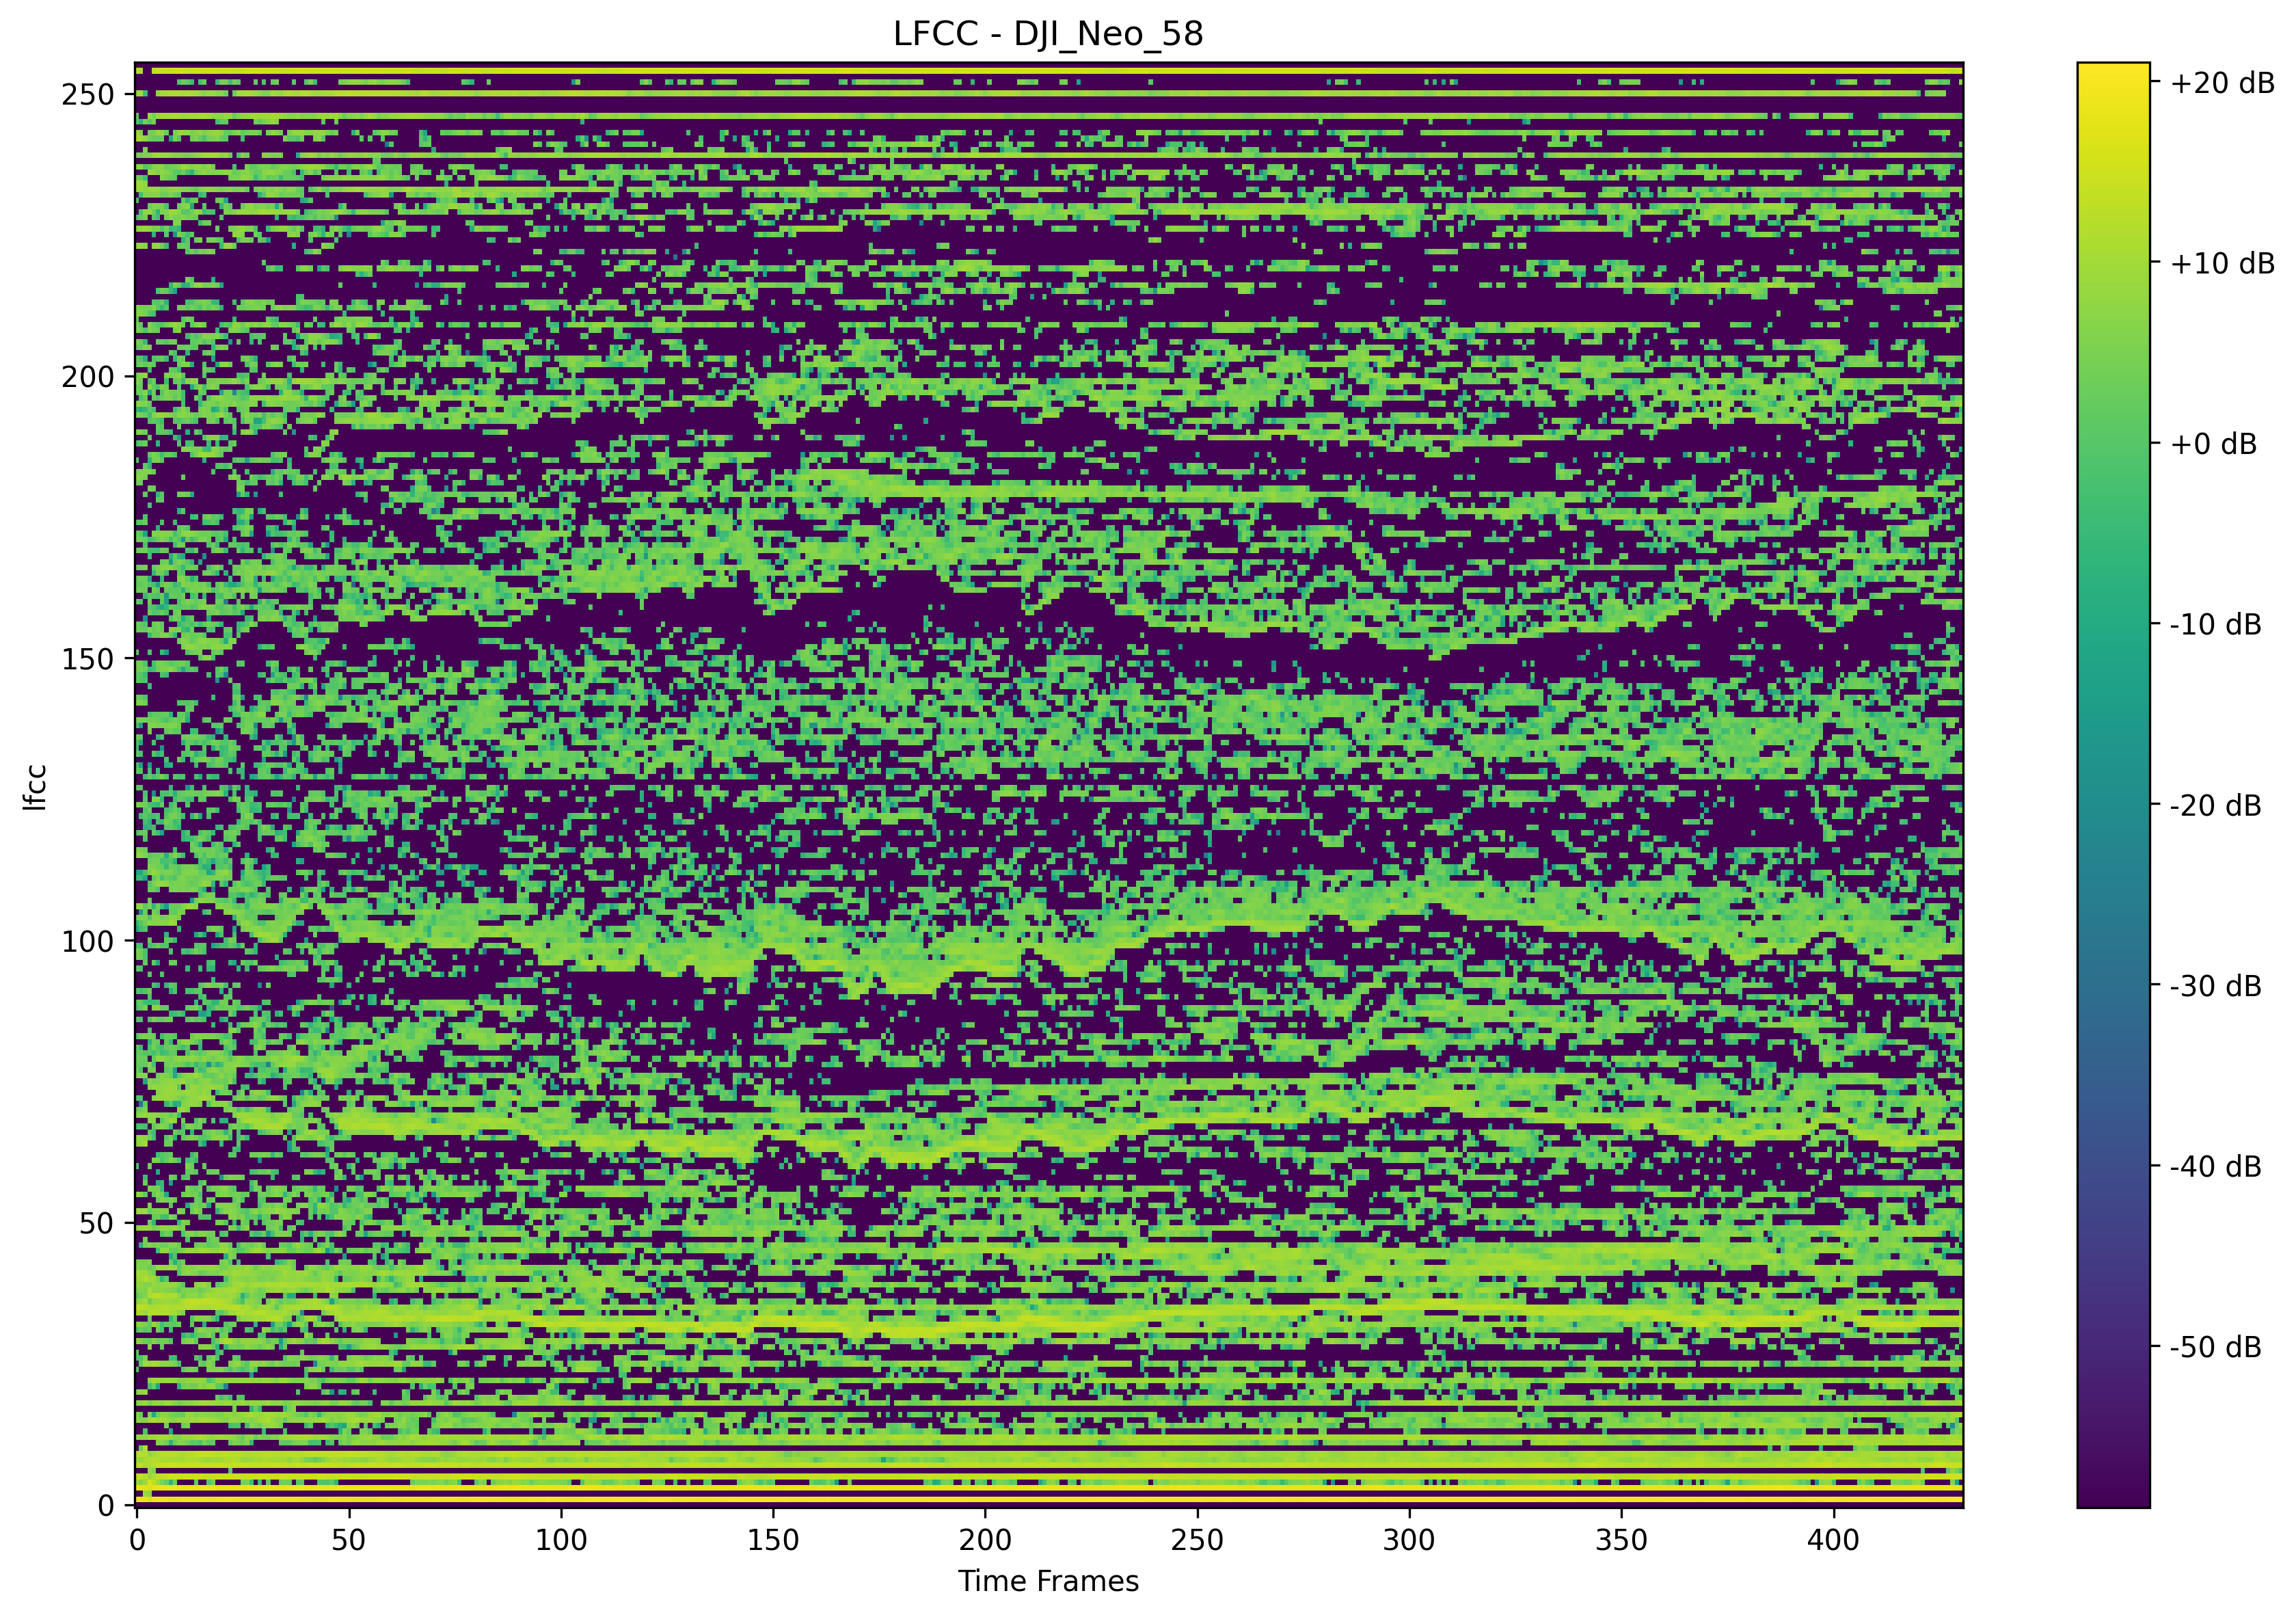 LFCC - DJI_Neo_58
250
200
150
100
50
0
lfcc
0 50 100 150 200 250 300 350 400
Time Frames
+20 dB
+10 dB
+0 dB
-10 dB
-20 dB
-30 dB
-40 dB
-50 dB